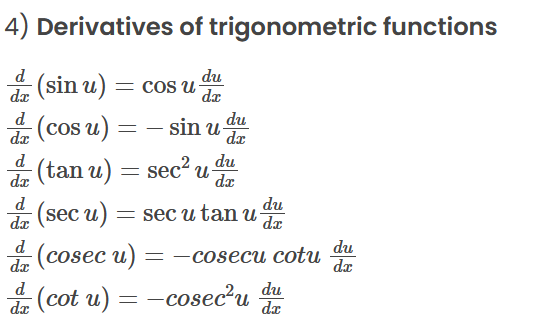 4) Derivatives of trigonometric functions
d/dx (sin u) = cos u du/dx
d/dx (cos u) = − sin u du/dx
d/dx (tan u) = sec² u du/dx
d/dx (sec u) = sec u tan u du/dx
d/dx (cosec u) = −cosecu cotu du/dx
d/dx (cot u) = −cosec²u du/dx